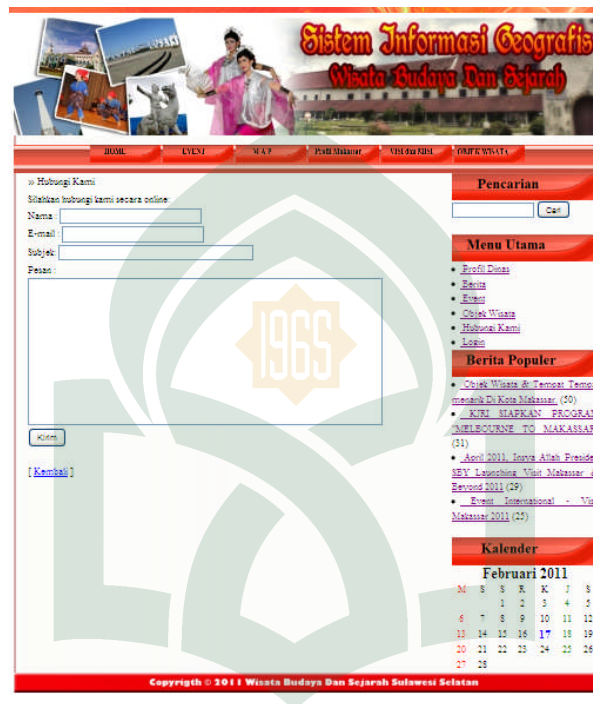 Sistem Informasi Geografis
Wisata Budaya Dan Sejarah
HOME EVENT M A P Profil Makassar VISI dan MISI OBJEK WISATA
» Hubungi Kami
Silahkan hubungi kami secara online:
Nama :
E-mail :
Subjek:
Pesan :
1965
Kirim
[ Kembali ]
Pencarian
Cari
Menu Utama
Profil Dinas
Berita
Event
Objek Wisata
Hubungi Kami
Login
Berita Populer
Objek Wisata & Tempat Tempa
menarik Di Kota Makassar (50)
KJRI SIAPKAN PROGRAM
"MELBOURNE TO MAKASSAR
(31)
April 2011, Insya Allah Preside
SBY Launching Visit Makassar &
Beyond 2011 (29)
Event International - Vis
Makassar 2011 (25)
Kalender
Februari 2011
M S S R K J S
1 2 3 4 5
6 7 8 9 10 11 12
13 14 15 16 17 18 19
20 21 22 23 24 25 26
27 28
Copyrigth © 2011 Wisata Budaya Dan Sejarah Sulawesi Selatan